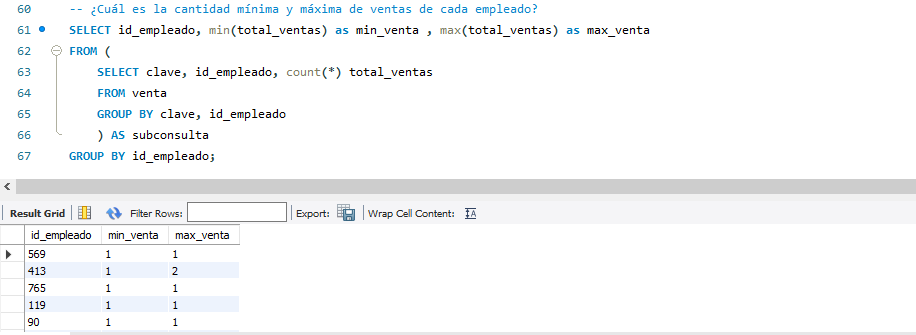 60 -- ¿Cuál es la cantidad mínima y máxima de ventas de cada empleado?
61 SELECT id_empleado, min(total_ventas) as min_venta , max(total_ventas) as max_venta
62 FROM (
63 SELECT clave, id_empleado, count(*) total_ventas
64 FROM venta
65 GROUP BY clave, id_empleado
66 ) AS subconsulta
67 GROUP BY id_empleado;
Result Grid Filter Rows: Export: Wrap Cell Content:
id_empleado min_venta max_venta
569 1 1
413 1 2
765 1 1
119 1 1
90 1 1